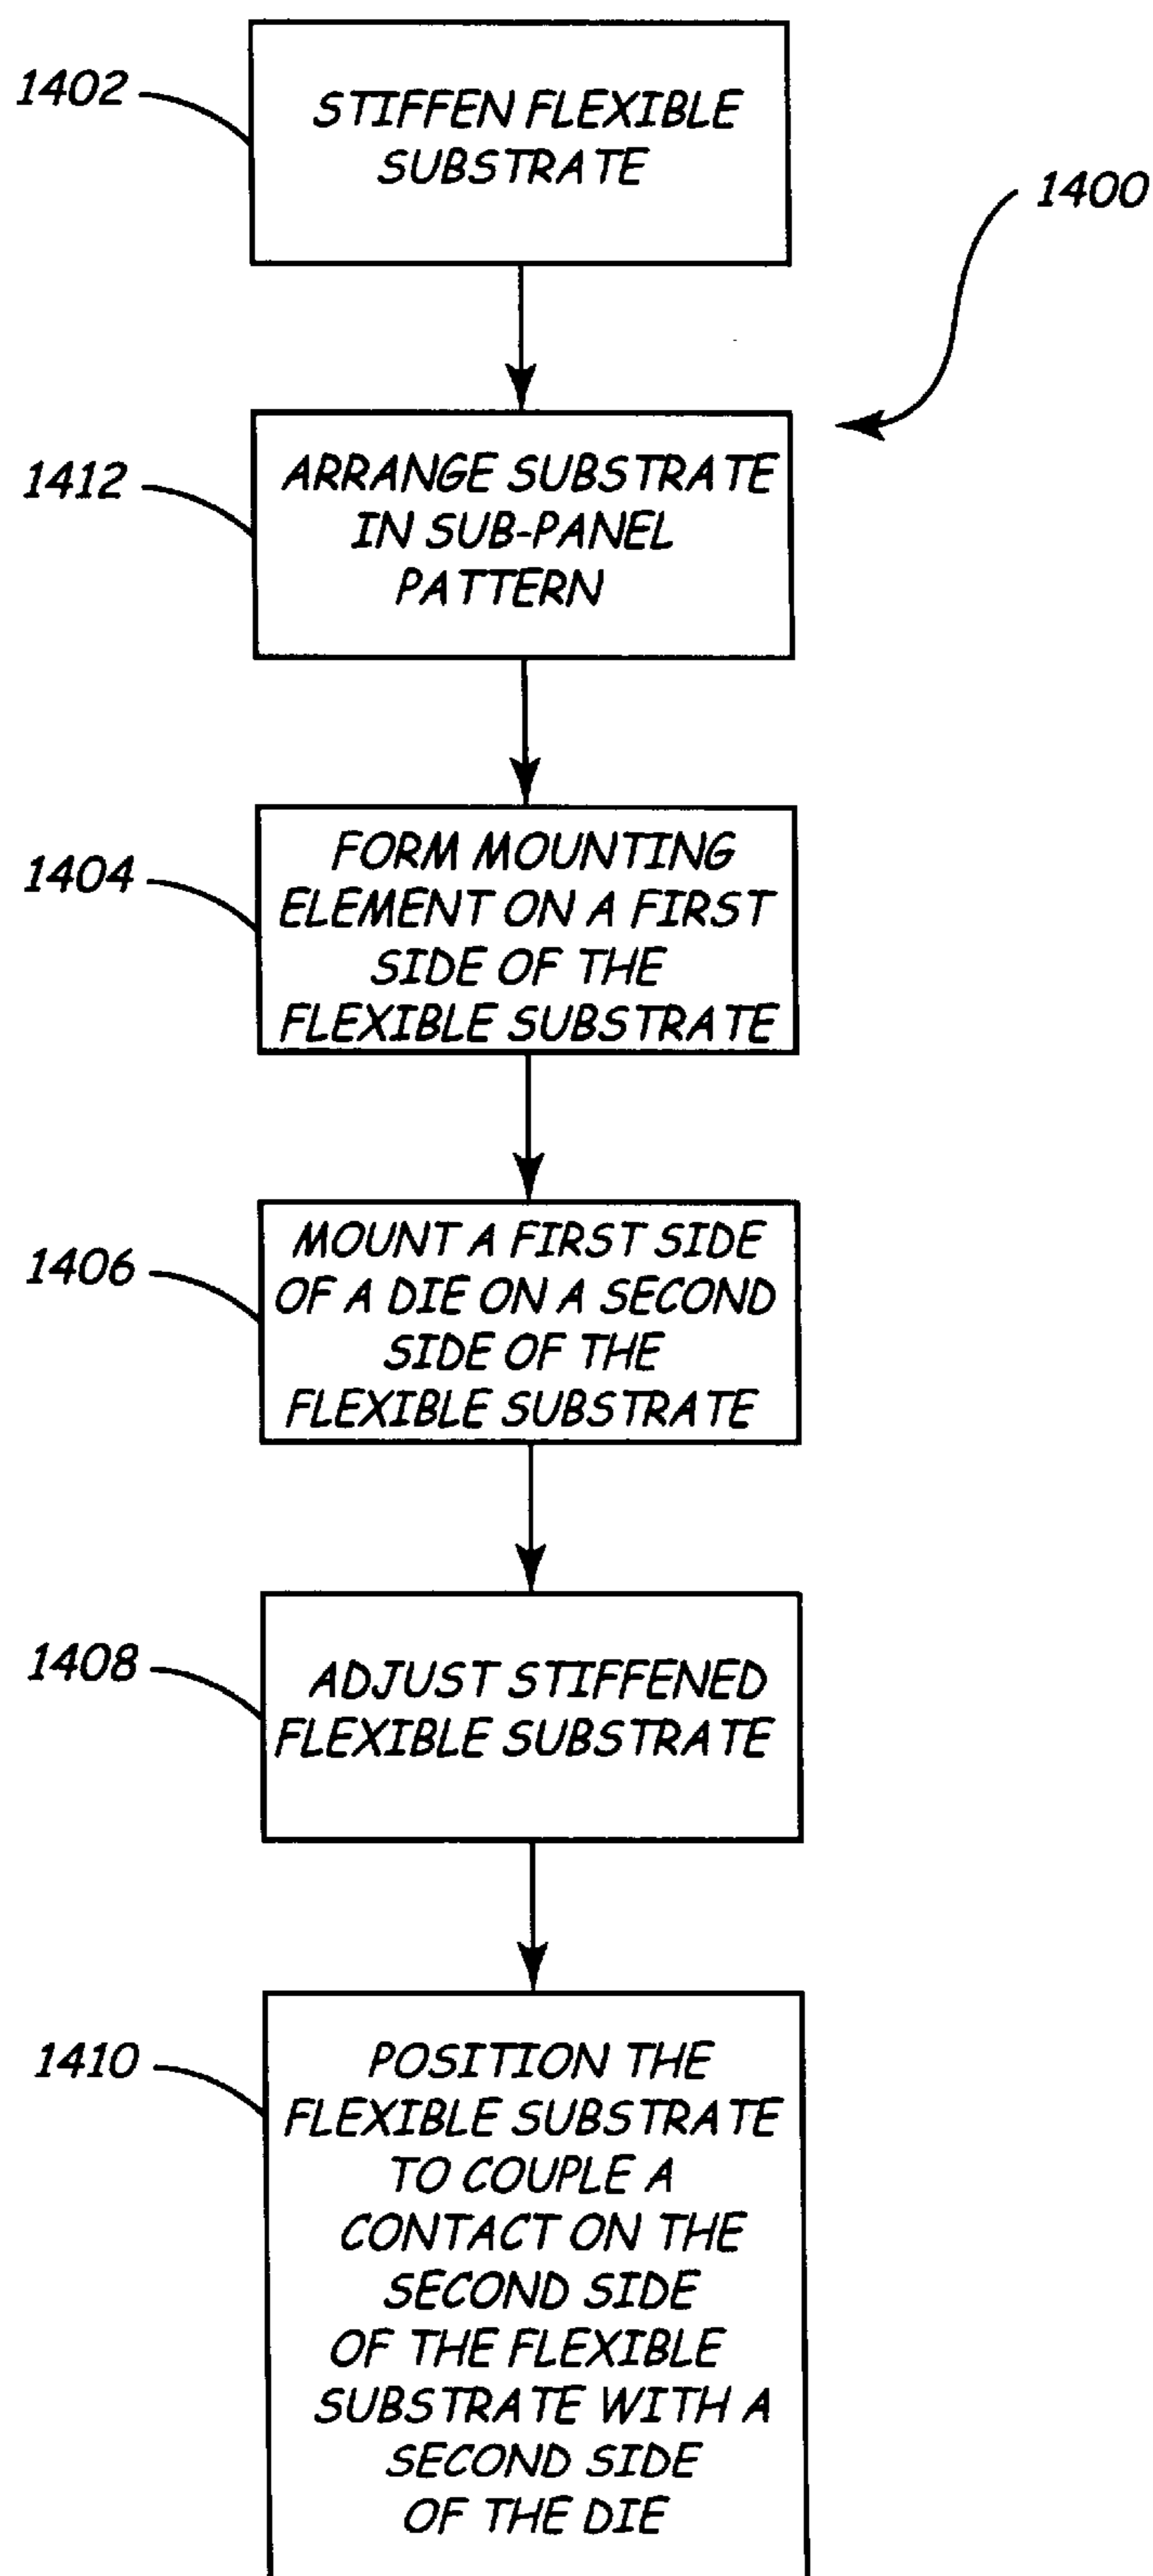 1402
STIFFEN FLEXIBLE
SUBSTRATE
1400
1412
ARRANGE SUBSTRATE
IN SUB-PANEL
PATTERN
1404
FORM MOUNTING
ELEMENT ON A FIRST
SIDE OF THE
FLEXIBLE SUBSTRATE
1406
MOUNT A FIRST SIDE
OF A DIE ON A SECOND
SIDE OF THE
FLEXIBLE SUBSTRATE
1408
ADJUST STIFFENED
FLEXIBLE SUBSTRATE
1410
POSITION THE
FLEXIBLE SUBSTRATE
TO COUPLE A
CONTACT ON THE
SECOND SIDE
OF THE FLEXIBLE
SUBSTRATE WITH A
SECOND SIDE
OF THE DIE